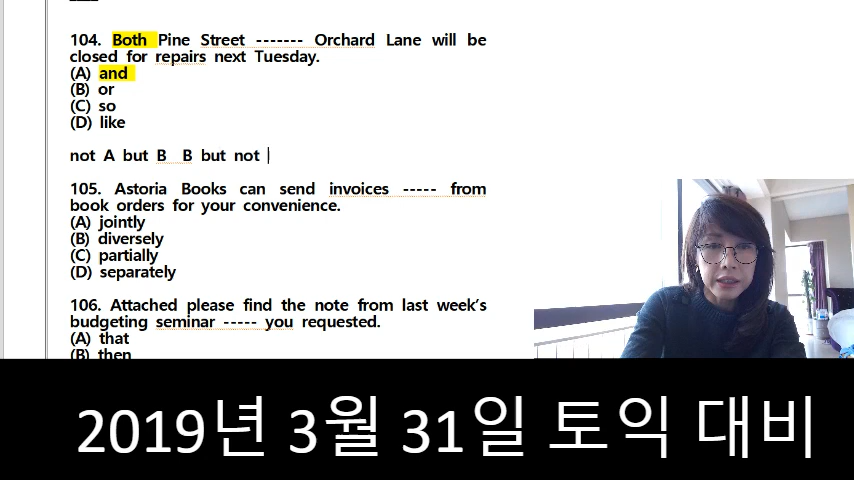 104. Both Pine Street ------- Orchard Lane will be
closed for repairs next Tuesday.
(A) and
(B) or
(C) so
(D) like
not A but B B but not
105. Astoria Books can send invoices ----- from
book orders for your convenience.
(A) jointly
(B) diversely
(C) partially
(D) separately
106. Attached please find the note from last week's
budgeting seminar ----- you requested.
(A) that
(B) then
2019년 3월 31일 토익 대비